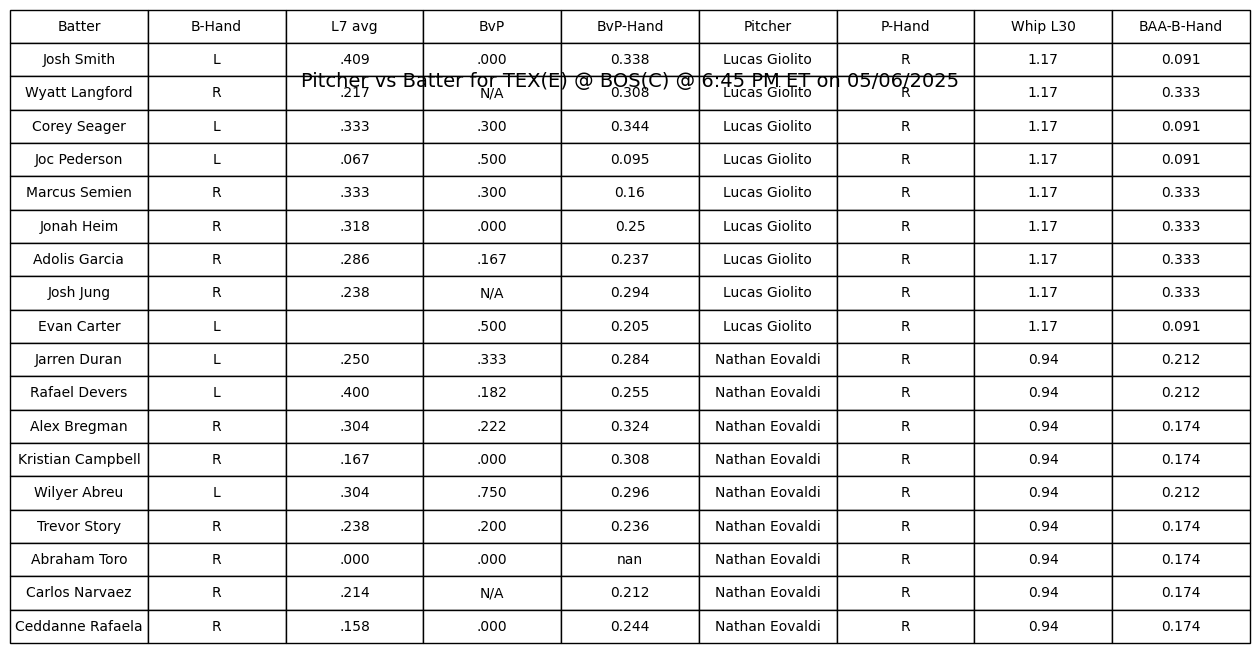 Batter B-Hand L7 avg BvP BvP-Hand Pitcher P-Hand Whip L30 BAA-B-Hand
Josh Smith L .409 .000 0.338 Lucas Giolito R 1.17 0.091
Pitcher vs Batter for TEX(E) @ BOS(C) @ 6:45 PM ET on 05/06/2025
Wyatt Langford R .217 N/A 0.308 Lucas Giolito R 1.17 0.333
Corey Seager L .333 .300 0.344 Lucas Giolito R 1.17 0.091
Joc Pederson L .067 .500 0.095 Lucas Giolito R 1.17 0.091
Marcus Semien R .333 .300 0.16 Lucas Giolito R 1.17 0.333
Jonah Heim R .318 .000 0.25 Lucas Giolito R 1.17 0.333
Adolis Garcia R .286 .167 0.237 Lucas Giolito R 1.17 0.333
Josh Jung R .238 N/A 0.294 Lucas Giolito R 1.17 0.333
Evan Carter L .500 0.205 Lucas Giolito R 1.17 0.091
Jarren Duran L .250 .333 0.284 Nathan Eovaldi R 0.94 0.212
Rafael Devers L .400 .182 0.255 Nathan Eovaldi R 0.94 0.212
Alex Bregman R .304 .222 0.324 Nathan Eovaldi R 0.94 0.174
Kristian Campbell R .167 .000 0.308 Nathan Eovaldi R 0.94 0.174
Wilyer Abreu L .304 .750 0.296 Nathan Eovaldi R 0.94 0.212
Trevor Story R .238 .200 0.236 Nathan Eovaldi R 0.94 0.174
Abraham Toro R .000 .000 nan Nathan Eovaldi R 0.94 0.174
Carlos Narvaez R .214 N/A 0.212 Nathan Eovaldi R 0.94 0.174
Ceddanne Rafaela R .158 .000 0.244 Nathan Eovaldi R 0.94 0.174